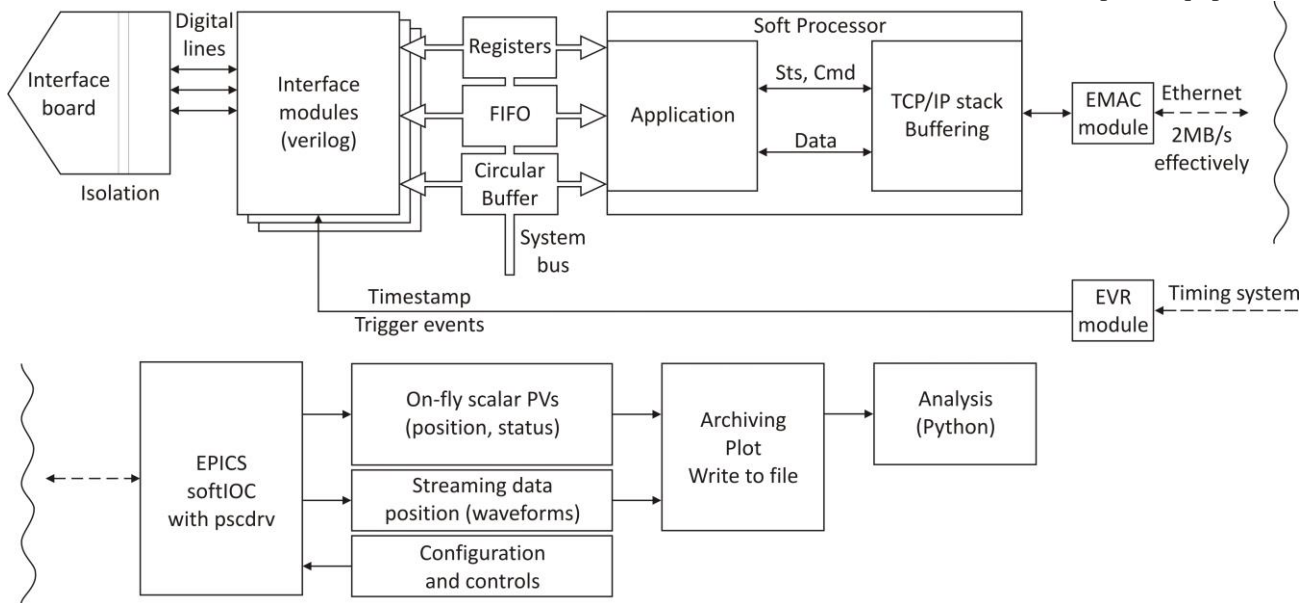 Digital
lines
Interface
board
Isolation
Interface
modules
(verilog)
Registers
FIFO
Circular
Buffer
System
bus
Soft Processor
Application
Sts, Cmd
Data
TCP/IP stack
Buffering
EMAC
module
Ethernet
2MB/s
effectively
Timestamp
Trigger events
EVR
module
Timing system
EPICS
softIOC
with pscdrv
On-fly scalar PVs
(position, status)
Streaming data
position (waveforms)
Configuration
and controls
Archiving
Plot
Write to file
Analysis
(Python)